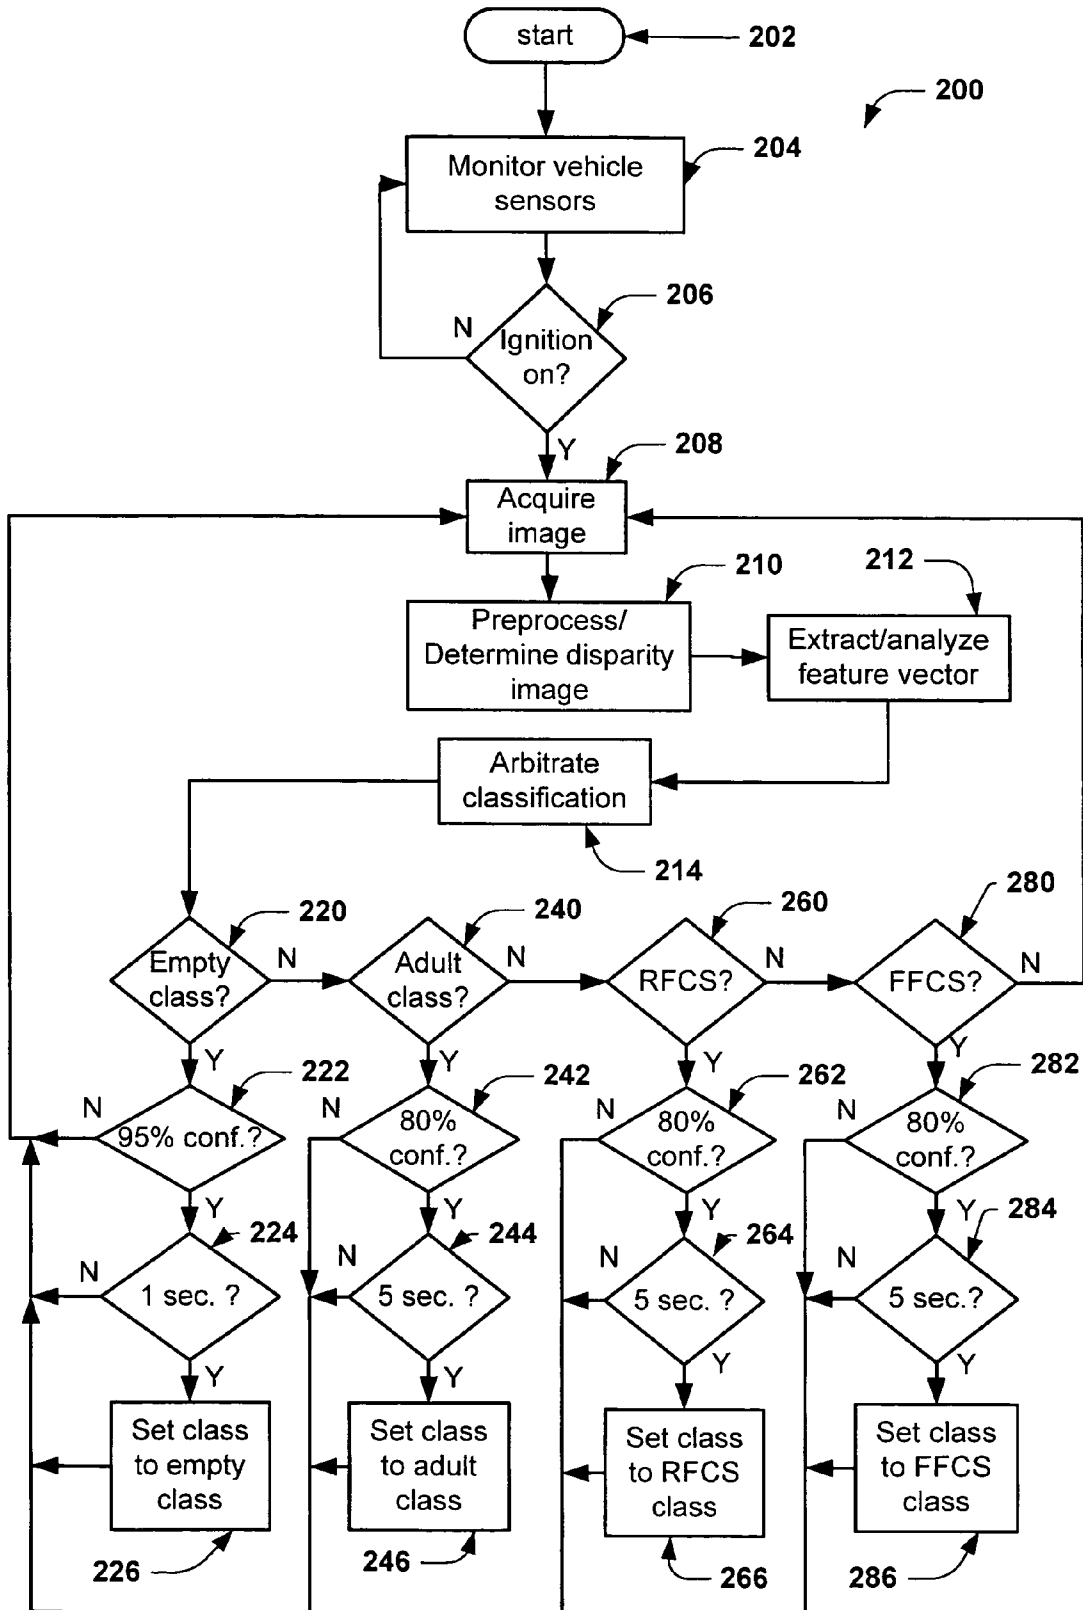 start
202
200
Monitor vehicle
sensors
204
206
N
Ignition
on?
Y
208
Acquire
image
210
212
Preprocess/
Determine disparity
image
Extract/analyze
feature vector
Arbitrate
classification
214
220
240
260
280
Empty
class?
N
Adult
class?
N
RFCS?
N
FFCS?
N
Y
Y
Y
Y
222
242
262
282
N
95% conf.?
N
80%
conf.?
N
80%
conf.?
N
80%
conf.?
Y
Y
Y
Y
224
244
264
284
N
1 sec. ?
N
5 sec. ?
N
5 sec. ?
N
5 sec.?
Y
Y
Y
Y
Set class
to empty
class
Set class
to adult
class
Set class
to RFCS
class
Set class
to FFCS
class
226
246
266
286